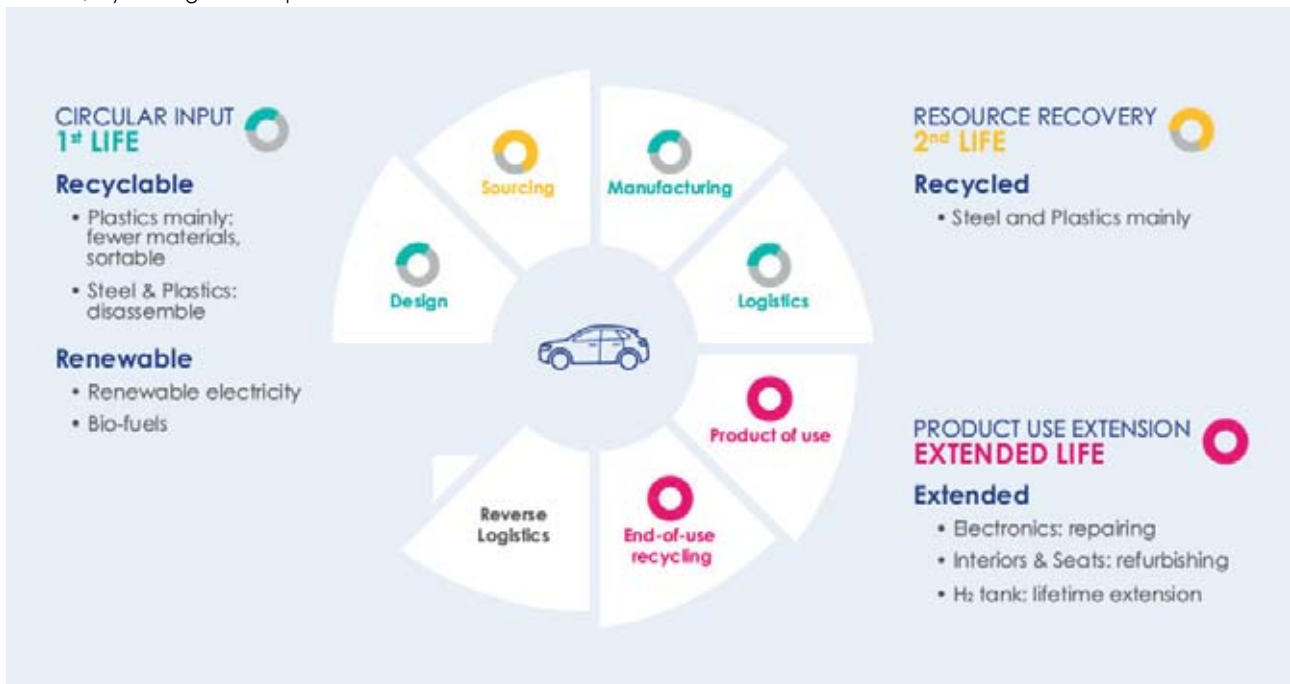 CIRCULAR INPUT
1st LIFE
Recyclable
• Plastics mainly:
fewer materials,
sortable
• Steel & Plastics:
disassemble
Renewable
• Renewable electricity
• Bio-fuels
Sourcing
Manufacturing
Design
Logistics
Product of use
End-of-use
recycling
Reverse
Logistics
RESOURCE RECOVERY
2nd LIFE
Recycled
• Steel and Plastics mainly
PRODUCT USE EXTENSION
EXTENDED LIFE
Extended
• Electronics: repairing
• Interiors & Seats: refurbishing
• H₂ tank: lifetime extension